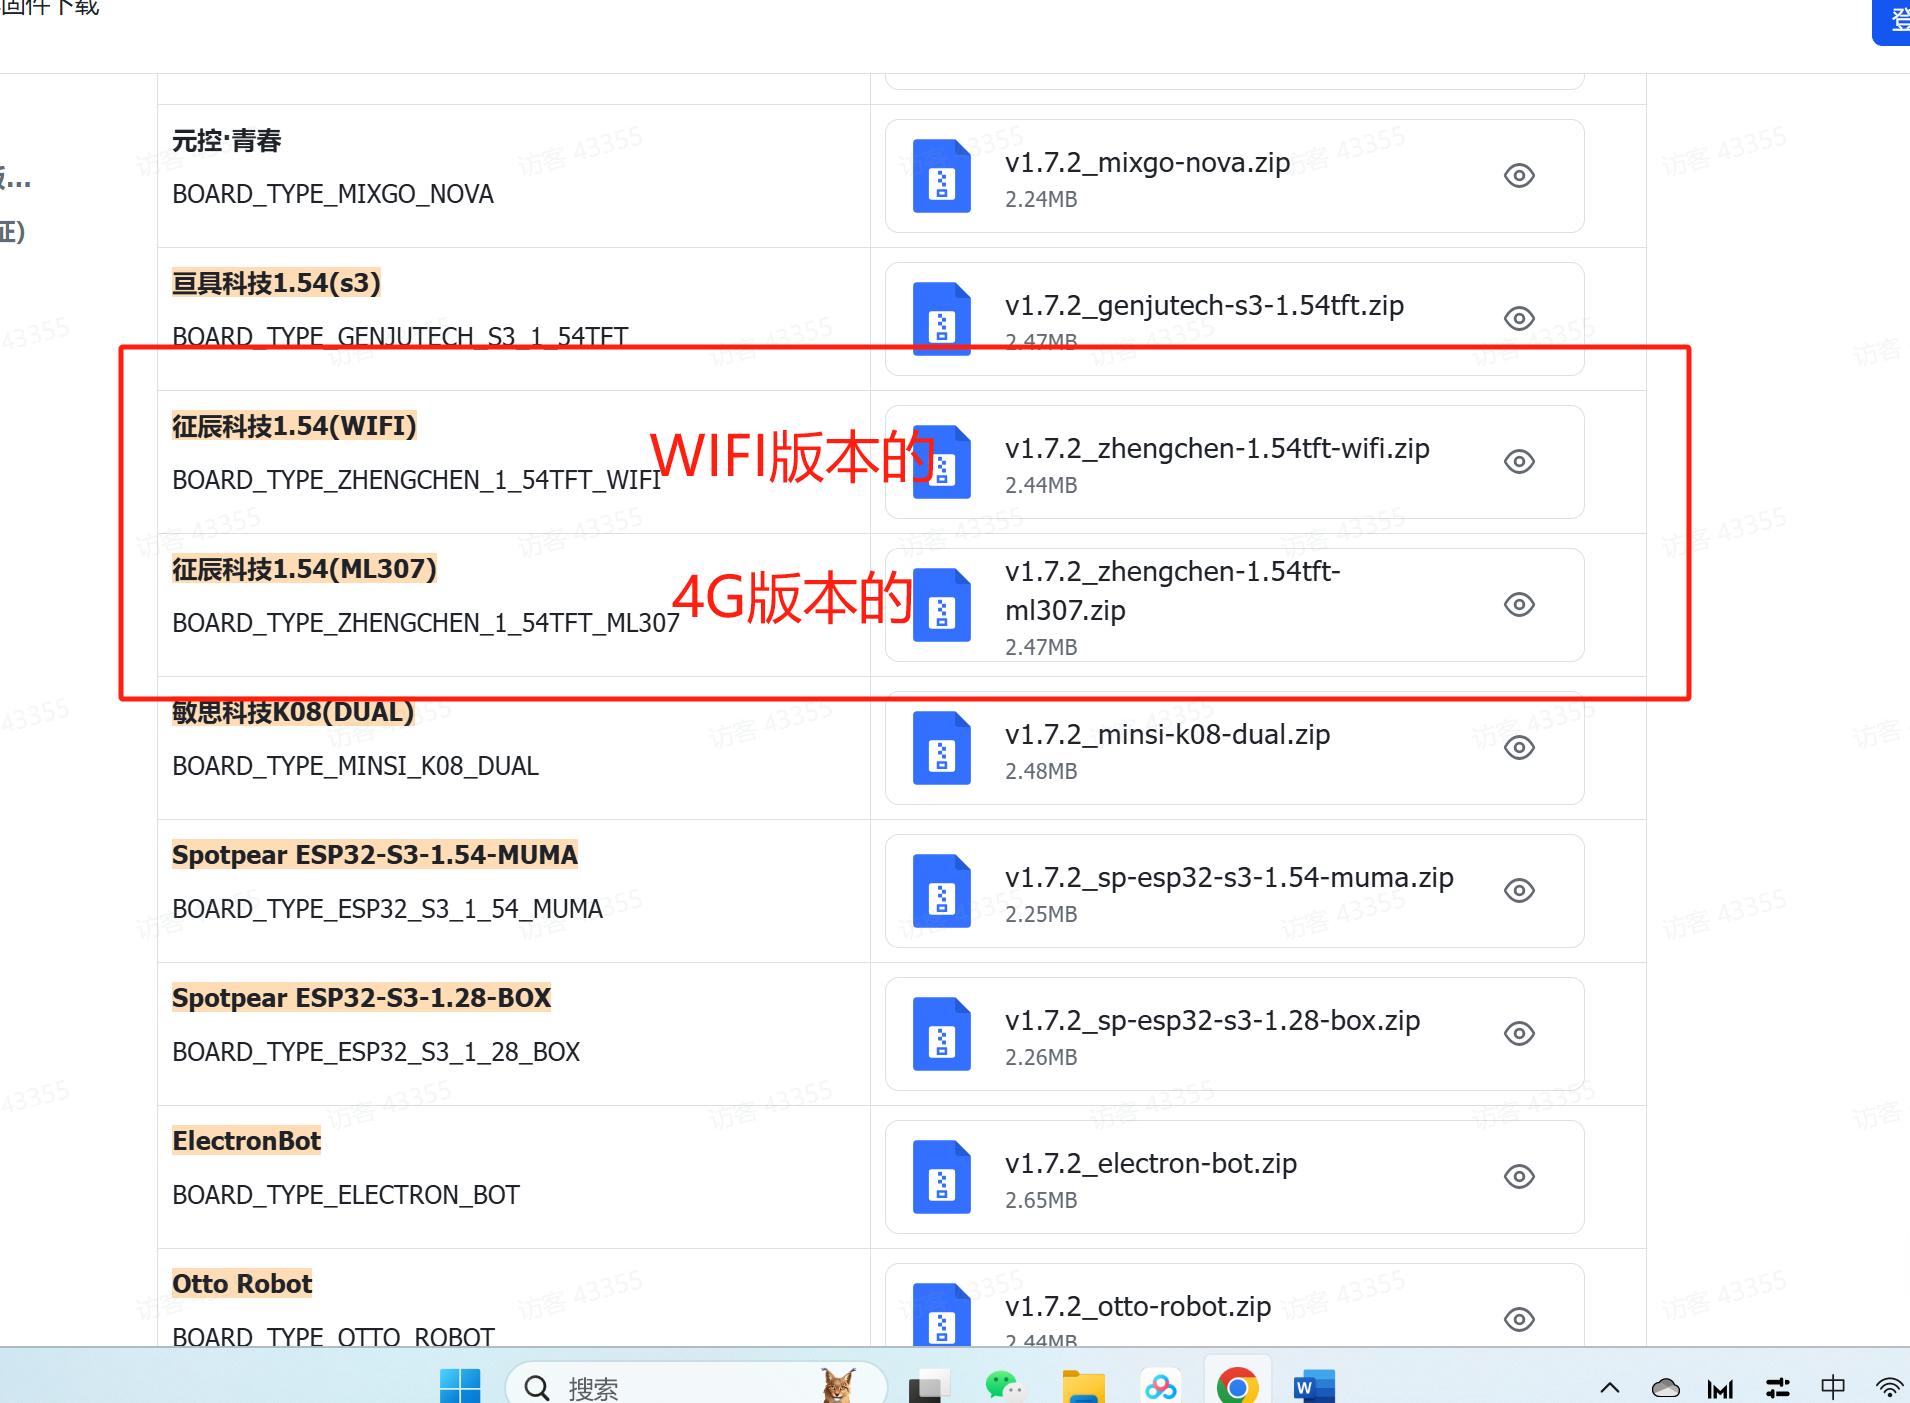 固件下载
登
元控·青春
BOARD_TYPE_MIXGO_NOVA
v1.7.2_mixgo-nova.zip
2.24MB
亘具科技1.54(s3)
BOARD_TYPE_GENJUTECH_S3_1_54TFT
v1.7.2_genjutech-s3-1.54tft.zip
2.47MB
征辰科技1.54(WIFI)
BOARD_TYPE_ZHENGCHEN_1_54TFT_WIFI
WIFI版本的
v1.7.2_zhengchen-1.54tft-wifi.zip
2.44MB
征辰科技1.54(ML307)
BOARD_TYPE_ZHENGCHEN_1_54TFT_ML307
4G版本的
v1.7.2_zhengchen-1.54tft-
ml307.zip
2.47MB
敏思科技K08(DUAL)
BOARD_TYPE_MINSI_K08_DUAL
v1.7.2_minsi-k08-dual.zip
2.48MB
Spotpear ESP32-S3-1.54-MUMA
BOARD_TYPE_ESP32_S3_1_54_MUMA
v1.7.2_sp-esp32-s3-1.54-muma.zip
2.25MB
Spotpear ESP32-S3-1.28-BOX
BOARD_TYPE_ESP32_S3_1_28_BOX
v1.7.2_sp-esp32-s3-1.28-box.zip
2.26MB
ElectronBot
BOARD_TYPE_ELECTRON_BOT
v1.7.2_electron-bot.zip
2.65MB
Otto Robot
BOARD_TYPE_OTTO_ROBOT
v1.7.2_otto-robot.zip
2.44MB
证)
访客 43355
搜索
中